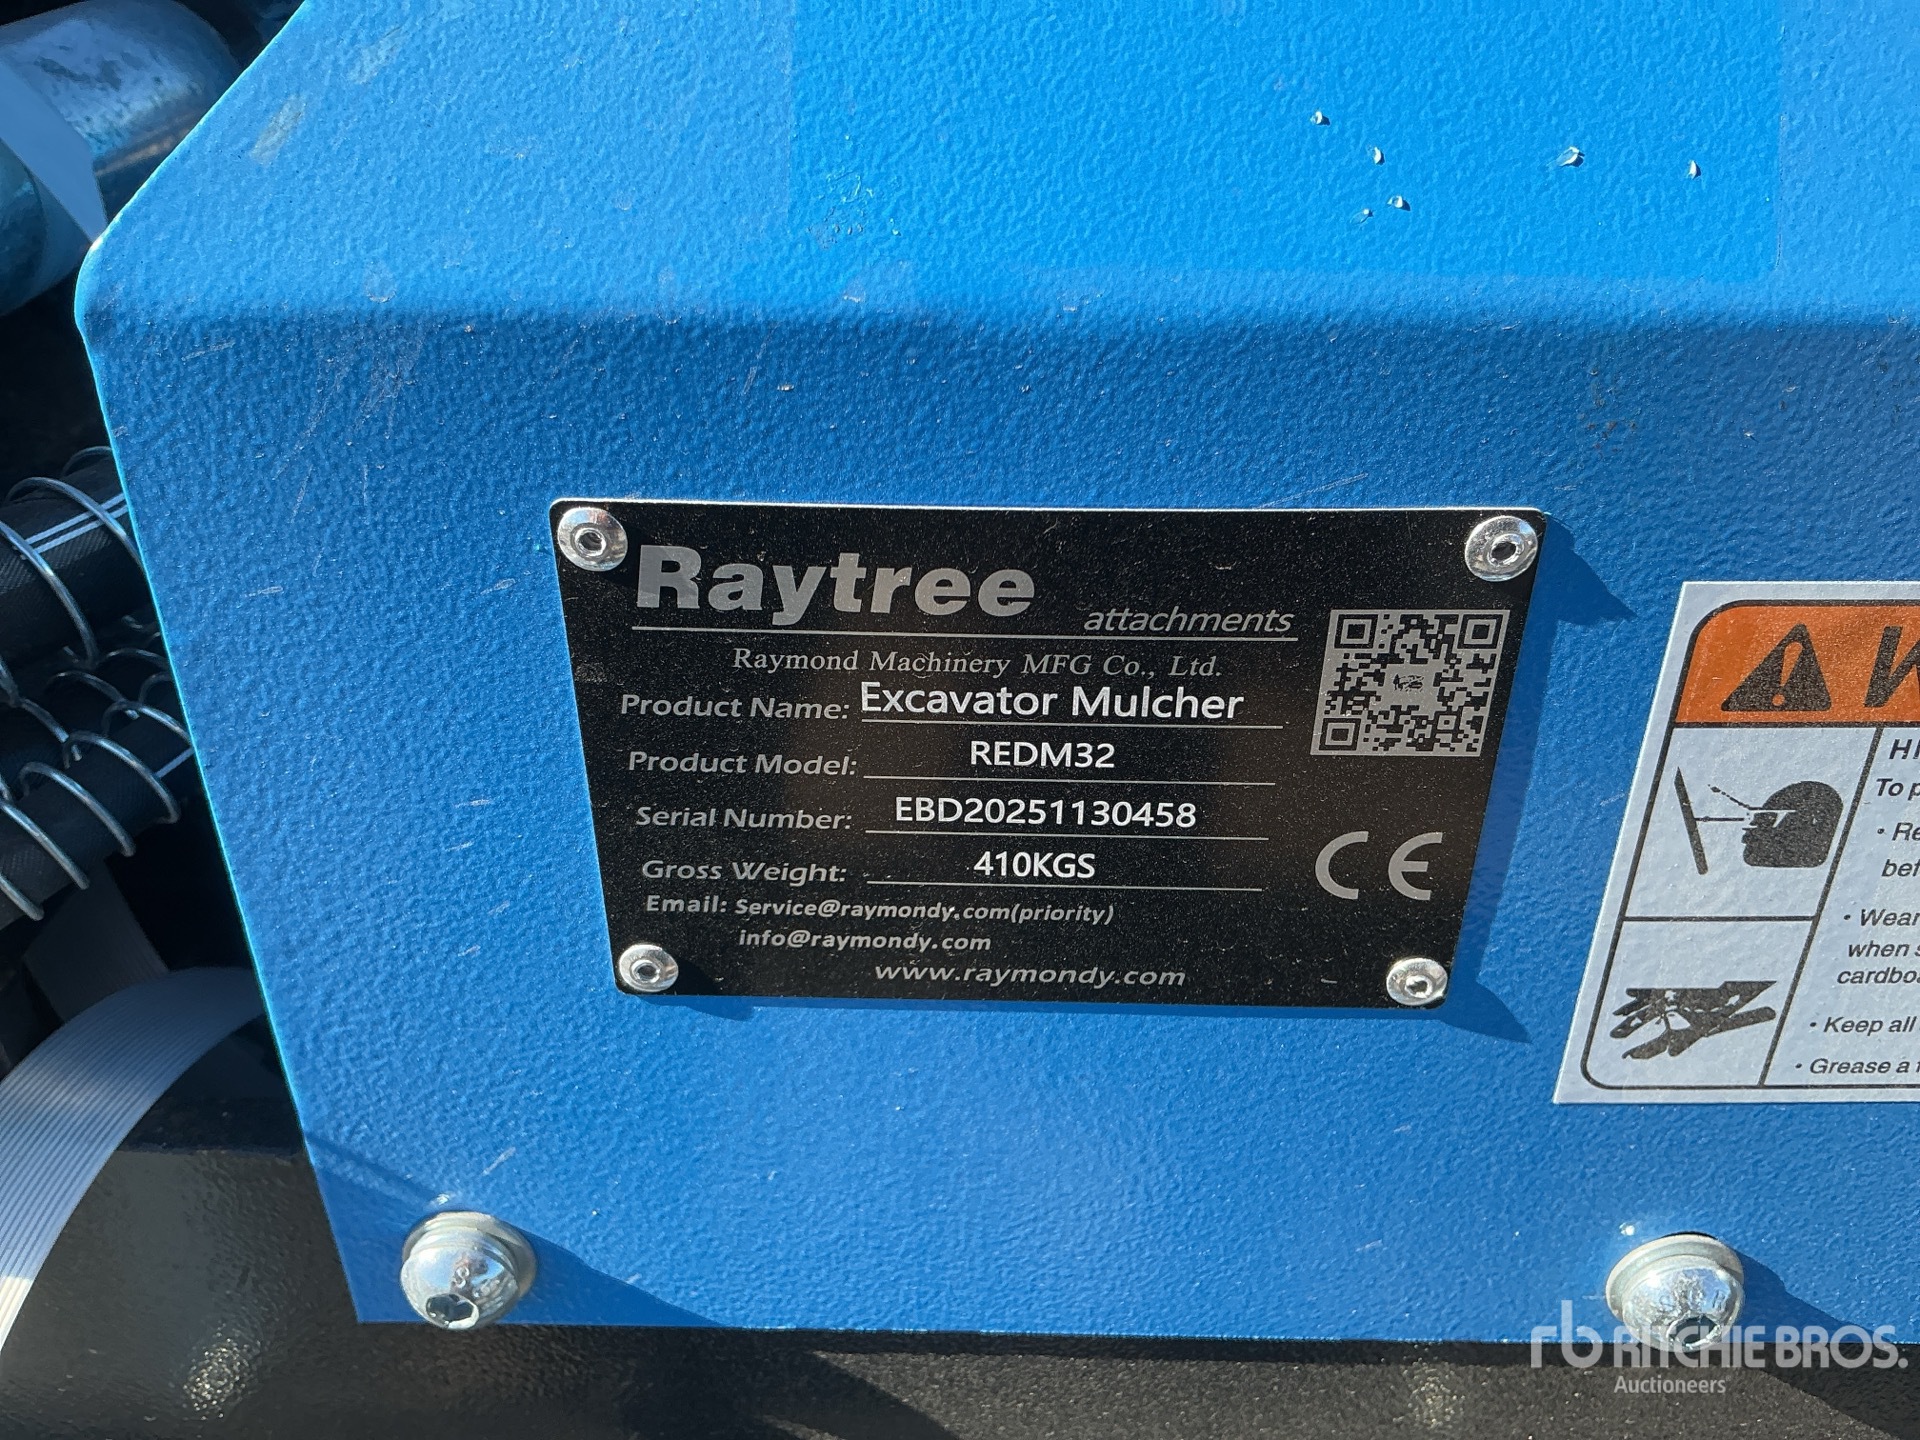 Raytree
attachments
Raymond Machinery MFG Co., Ltd.
Product Name: Excavator Mulcher
Product Model: REDM32
Serial Number: EBD20251130458
Gross Weight: 410KGS
CE
Email: Service@raymondy.com(priority)
info@raymondy.com
www.raymondy.com
To
bef
• Wear
when
• Keep all
• Grease a
rb RITCHIE BROS.
Auctioneers